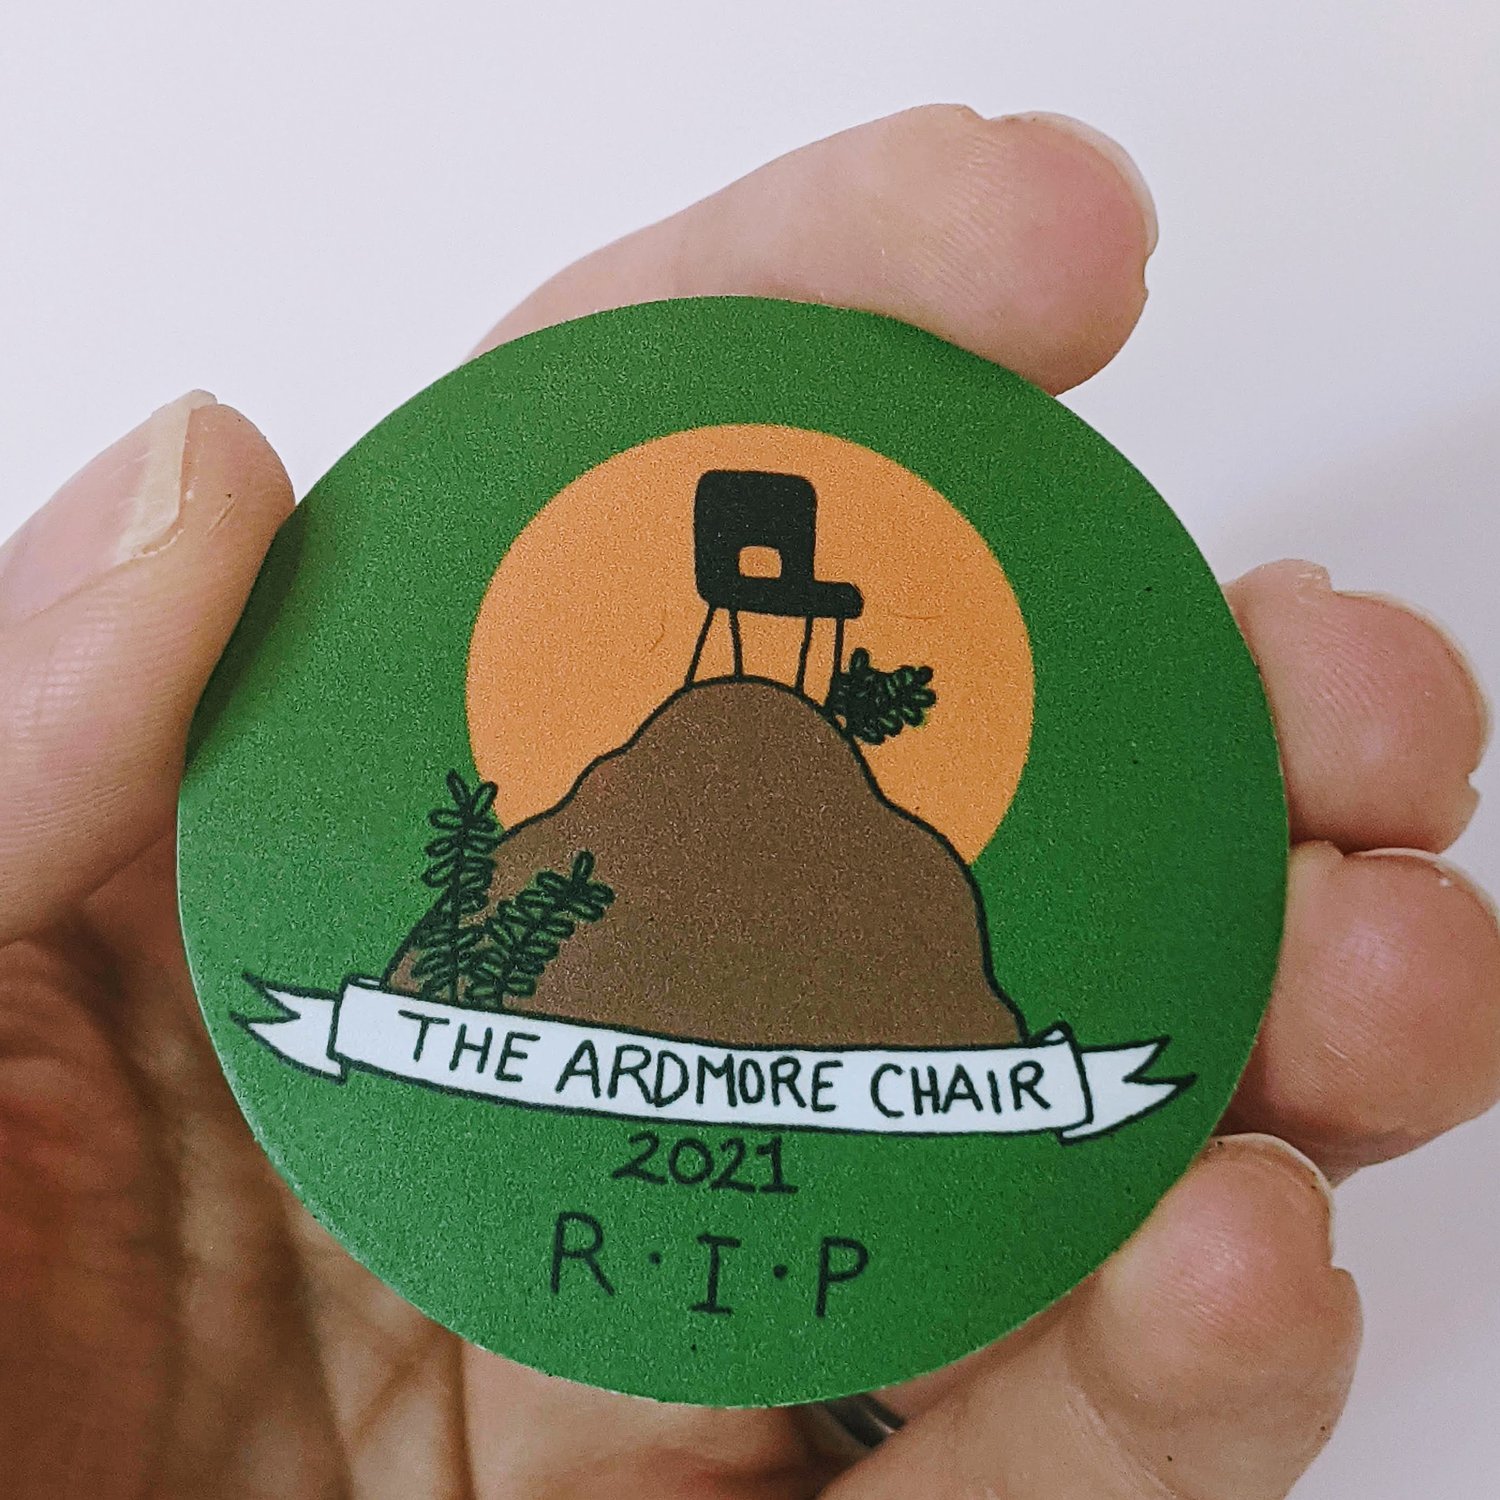 THE ARDMORE CHAIR
2021
R·I·P